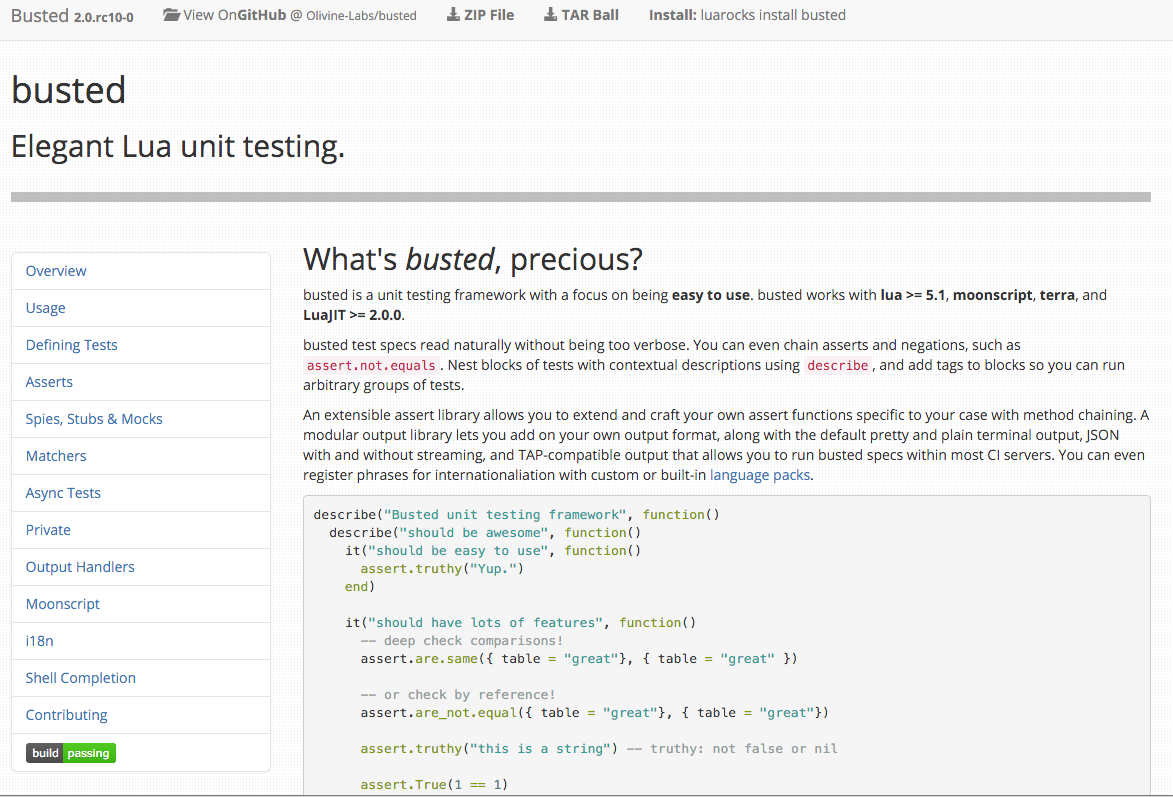 Busted 2.0.rc10-0 View OnGitHub @ Olivine-Labs/busted ZIP File TAR Ball Install: luarocks install busted
busted
Elegant Lua unit testing.
Overview
Usage
Defining Tests
Asserts
Spies, Stubs & Mocks
Matchers
Async Tests
Private
Output Handlers
Moonscript
i18n
Shell Completion
Contributing
build passing
What's busted, precious?
busted is a unit testing framework with a focus on being easy to use. busted works with lua >= 5.1, moonscript, terra, and
LuaJIT >= 2.0.0.
busted test specs read naturally without being too verbose. You can even chain asserts and negations, such as
assert.not.equals. Nest blocks of tests with contextual descriptions using describe, and add tags to blocks so you can run
arbitrary groups of tests.
An extensible assert library allows you to extend and craft your own assert functions specific to your case with method chaining. A
modular output library lets you add on your own output format, along with the default pretty and plain terminal output, JSON
with and without streaming, and TAP-compatible output that allows you to run busted specs within most CI servers. You can even
register phrases for internationaliation with custom or built-in language packs.
describe("Busted unit testing framework", function()
  describe("should be awesome", function()
    it("should be easy to use", function()
      assert.truthy("Yup.")
    end)
    it("should have lots of features", function()
      -- deep check comparisons!
      assert.are.same({ table = "great"}, { table = "great" })
      -- or check by reference!
      assert.are_not.equal({ table = "great"}, { table = "great"})
      assert.truthy("this is a string") -- truthy: not false or nil
      assert.True(1 == 1)